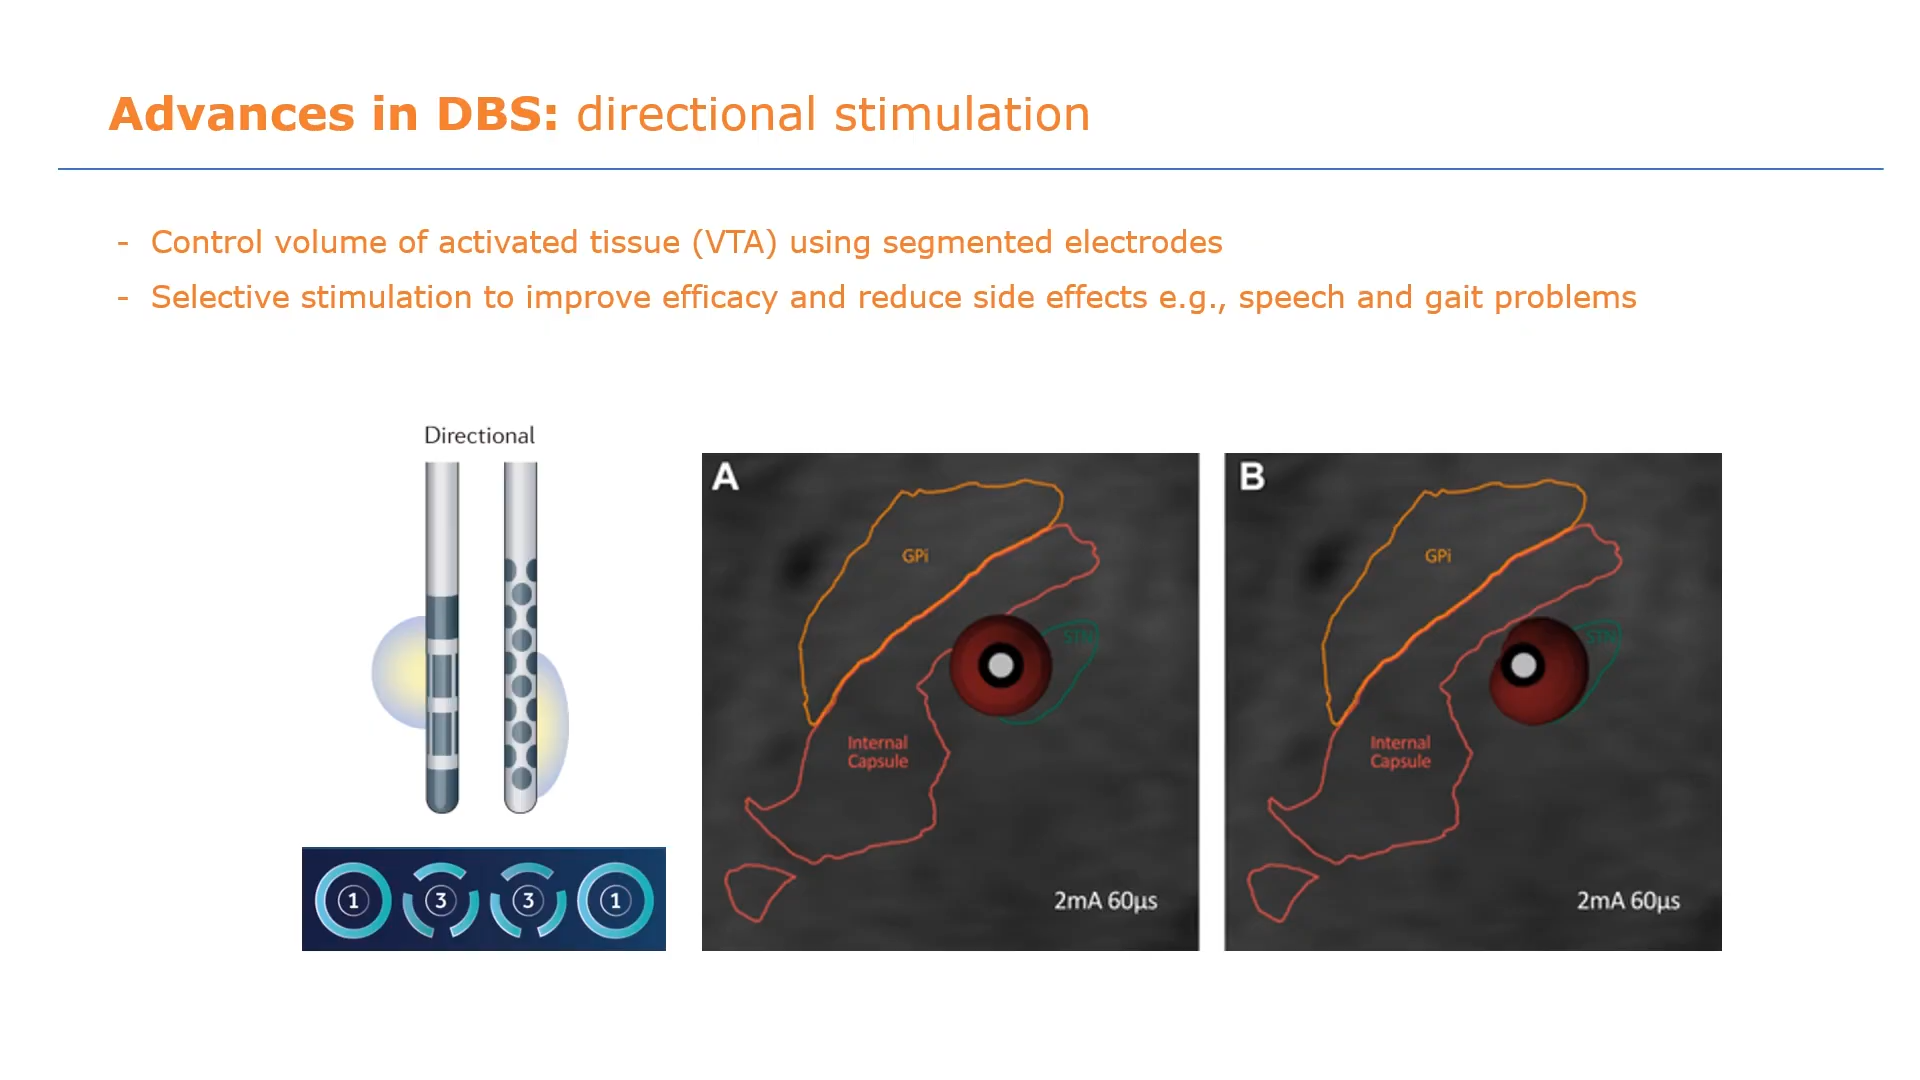 Advances in DBS: directional stimulation
- Control volume of activated tissue (VTA) using segmented electrodes
- Selective stimulation to improve efficacy and reduce side effects e.g., speech and gait problems
Directional
1 3 3 1
A
GPi
STN
Internal
Capsule
2mA 60µs
B
GPi
STN
Internal
Capsule
2mA 60µs